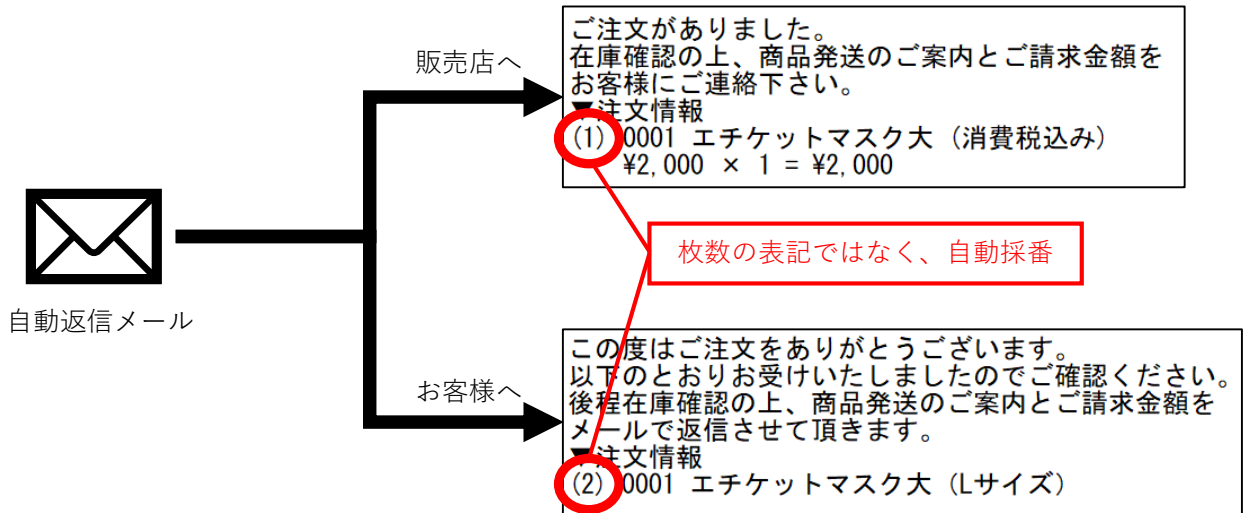 ご注文がありました。
在庫確認の上、商品発送のご案内とご請求金額を
お客様にご連絡下さい。
▼注文情報
(1) 0001 エチケットマスク大 (消費税込み)
¥2,000 × 1 = ¥2,000
販売店へ
枚数の表記ではなく、自動採番
自動返信メール
お客様へ
この度はご注文をありがとうございます。
以下のとおりお受けいたしましたのでご確認ください。
後程在庫確認の上、商品発送のご案内とご請求金額を
メールで返信させて頂きます。
▼注文情報
(2) 0001 エチケットマスク大 (Lサイズ)